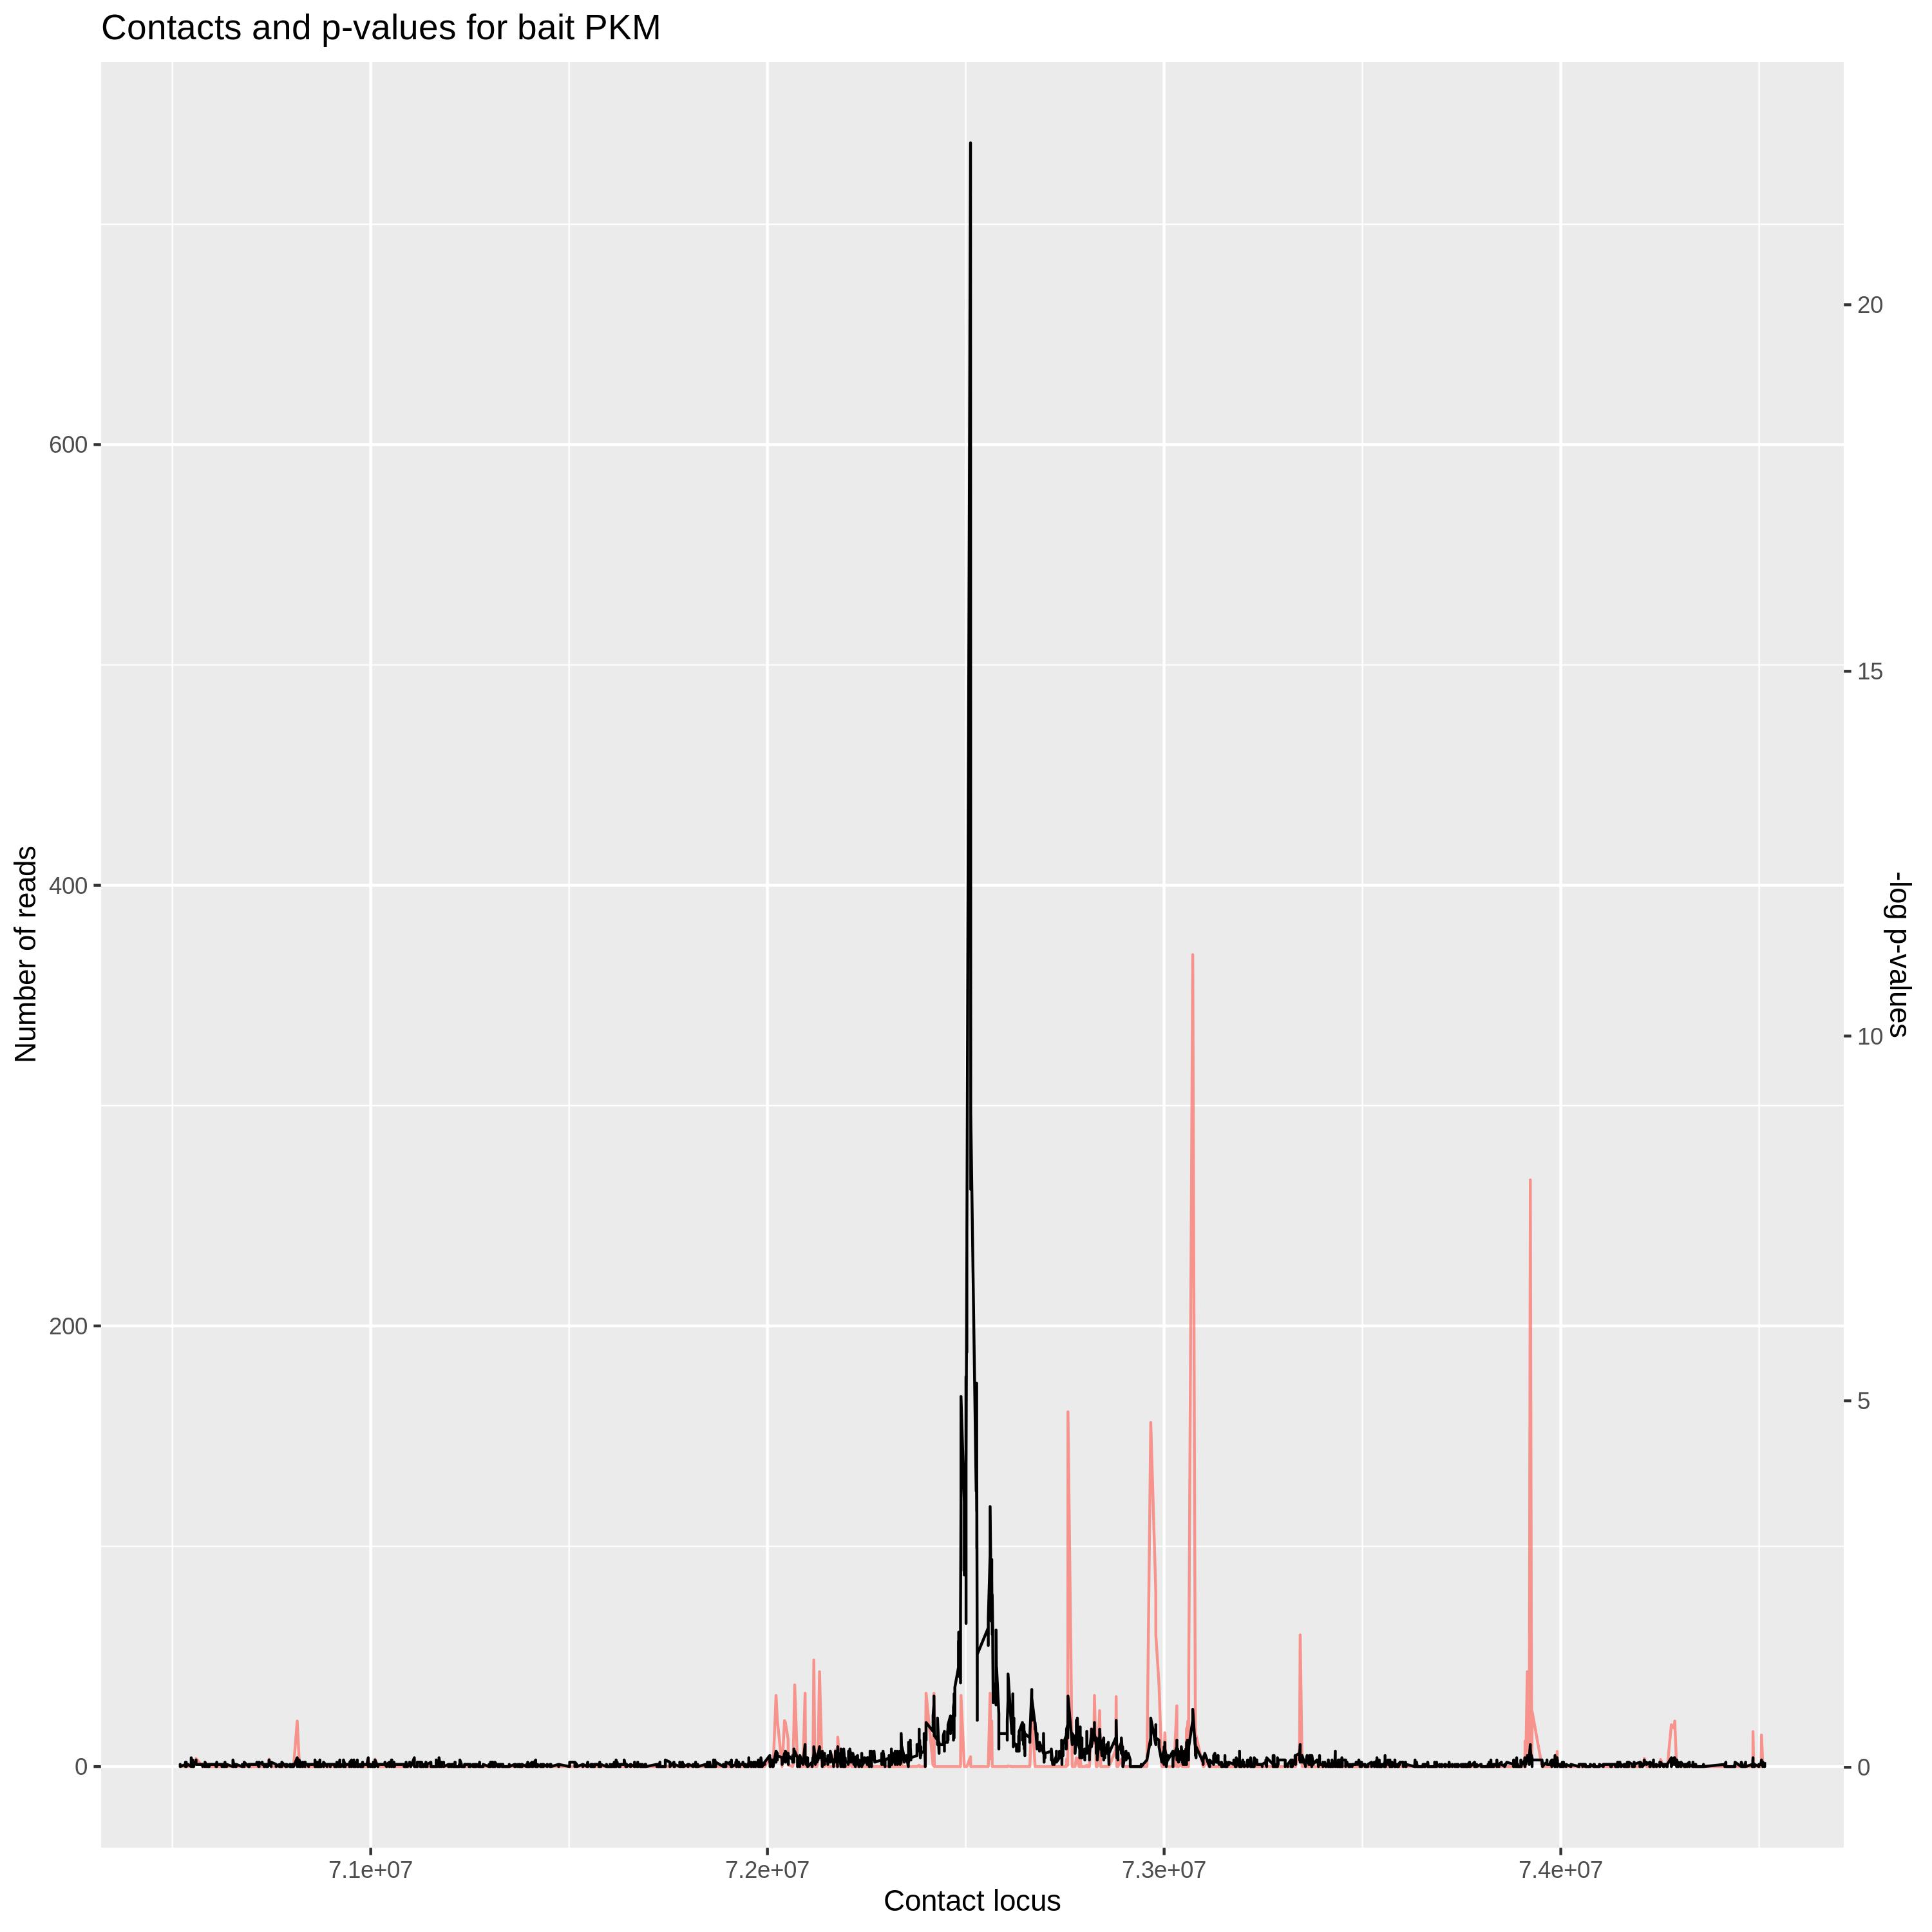 Contacts and p-values for bait PKM
Number of reads
600
400
200
0
20
15
10
5
0
-log p-values
7.1e+07
7.2e+07
7.3e+07
7.4e+07
Contact locus